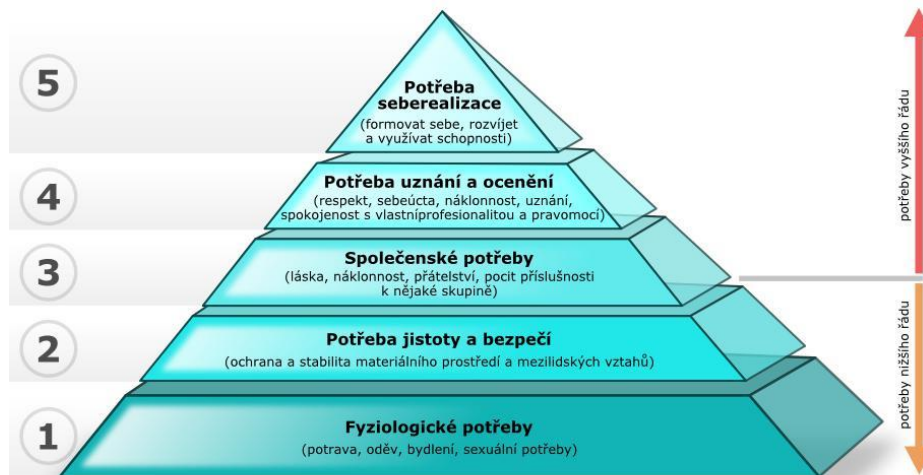 5
Potřeba
seberealizace
(formovat sebe, rozvíjet
a využívat schopnosti)
4
Potřeba uznání a ocenění
(respekt, sebeúcta, náklonnost, uznání,
spokojenost s vlastníprofesionalitou a pravomocí)
3
Společenské potřeby
(láska, náklonnost, přátelství, pocit příslušnosti
k nějaké skupině)
2
Potřeba jistoty a bezpečí
(ochrana a stabilita materiálního prostředí a mezilidských vztahů)
1
Fyziologické potřeby
(potrava, oděv, bydlení, sexuální potřeby)
potřeby vyššího řádu
potřeby nižšího řádu